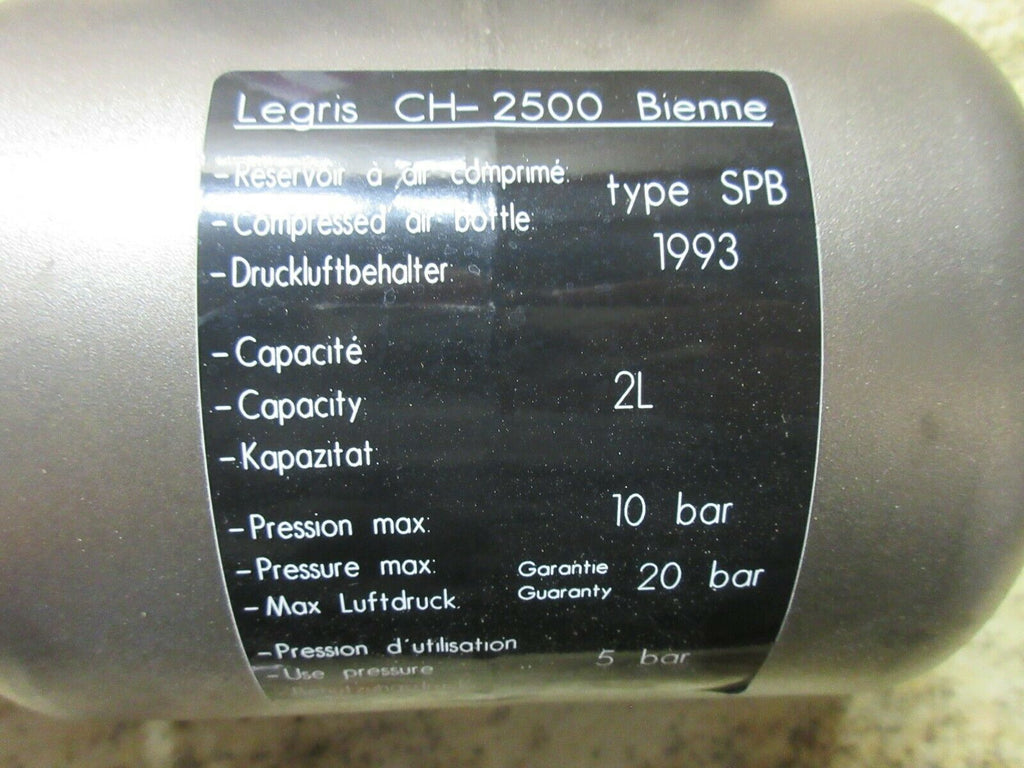 Legris CH-2500 Bienne
- Réservoir à air comprimé: type SPB
- Compressed air bottle:
1993
- Druckluftbehalter:
- Capacité:
- Capacity: 2L
- Kapazitat:
- Pression max: 10 bar
- Pressure max: Garantie
Guaranty 20 bar
- Max Luftdruck:
- Pression d'utilisation
- Use pressure " 5 bar